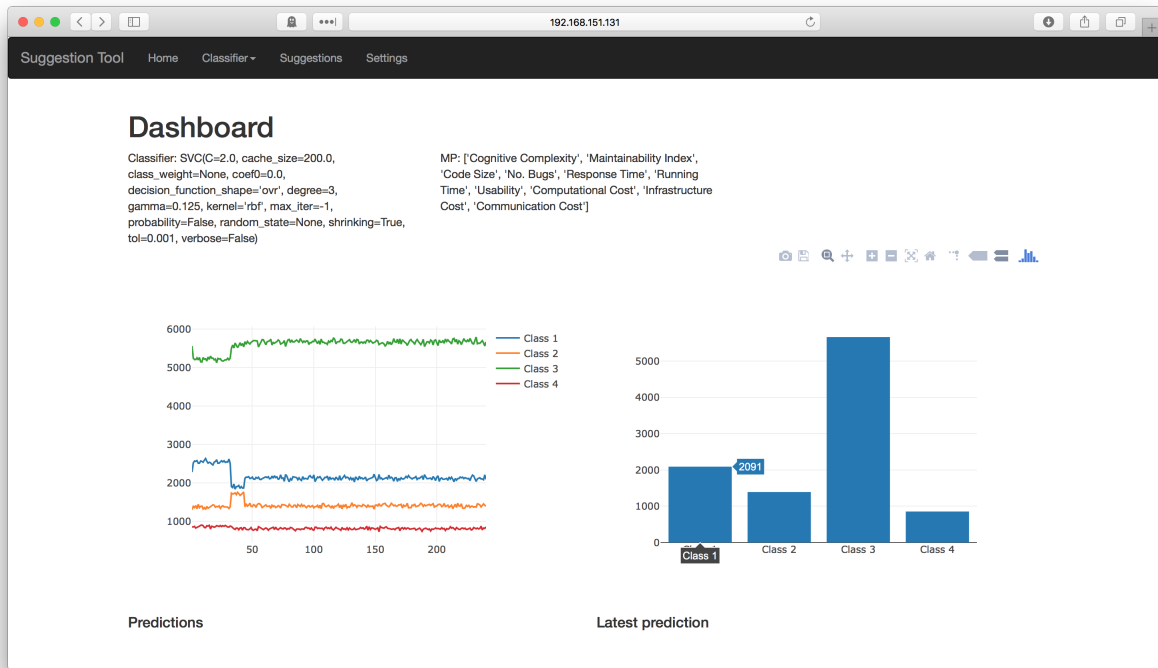 192.168.151.131
Suggestion Tool Home Classifier Suggestions Settings
Dashboard
Classifier: SVC(C=2.0, cache_size=200.0,
class_weight=None, coef0=0.0,
decision_function_shape='ovr', degree=3,
gamma=0.125, kernel='rbf', max_iter=-1,
probability=False, random_state=None, shrinking=True,
tol=0.001, verbose=False)
MP: ['Cognitive Complexity', 'Maintainability Index',
'Code Size', 'No. Bugs', 'Response Time', 'Running
Time', 'Usability', 'Computational Cost', 'Infrastructure
Cost', 'Communication Cost']
6000
5000
4000
3000
2000
1000
50 100 150 200
Class 1
Class 2
Class 3
Class 4
5000
4000
3000
2000
1000
0
2091
Class 1 Class 2 Class 3 Class 4
Predictions
Latest prediction